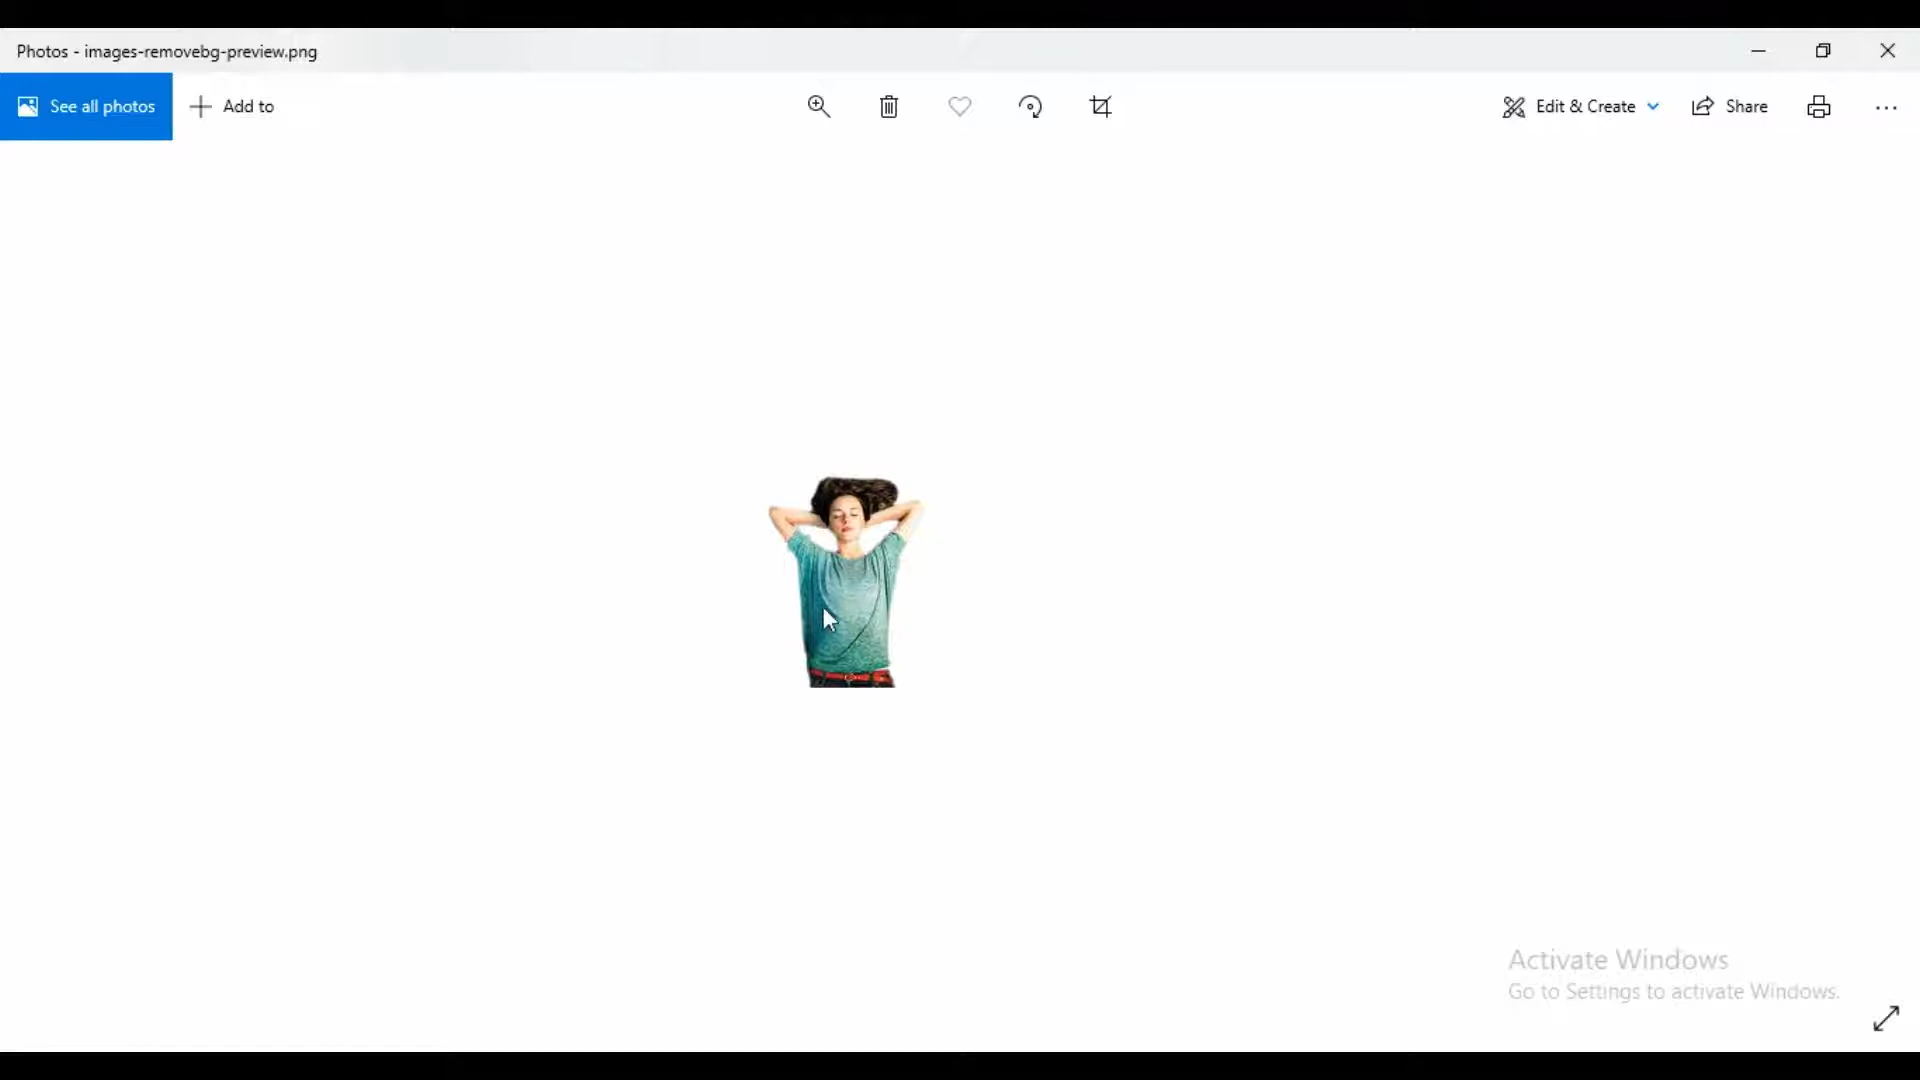 Photos - images-removebg-preview.png
See all photos
Add to
Edit & Create
Share
Activate Windows
Go to Settings to activate Windows.